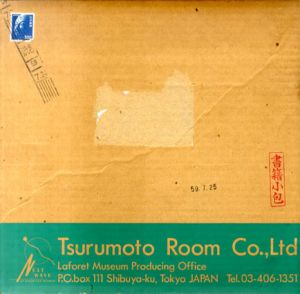 書籍小包
59.7.25
Tsurumoto Room Co.,Ltd
Laforet Museum Producing Office
P.O.box 111 Shibuya-ku, Tokyo JAPAN Tel.03-406-1351